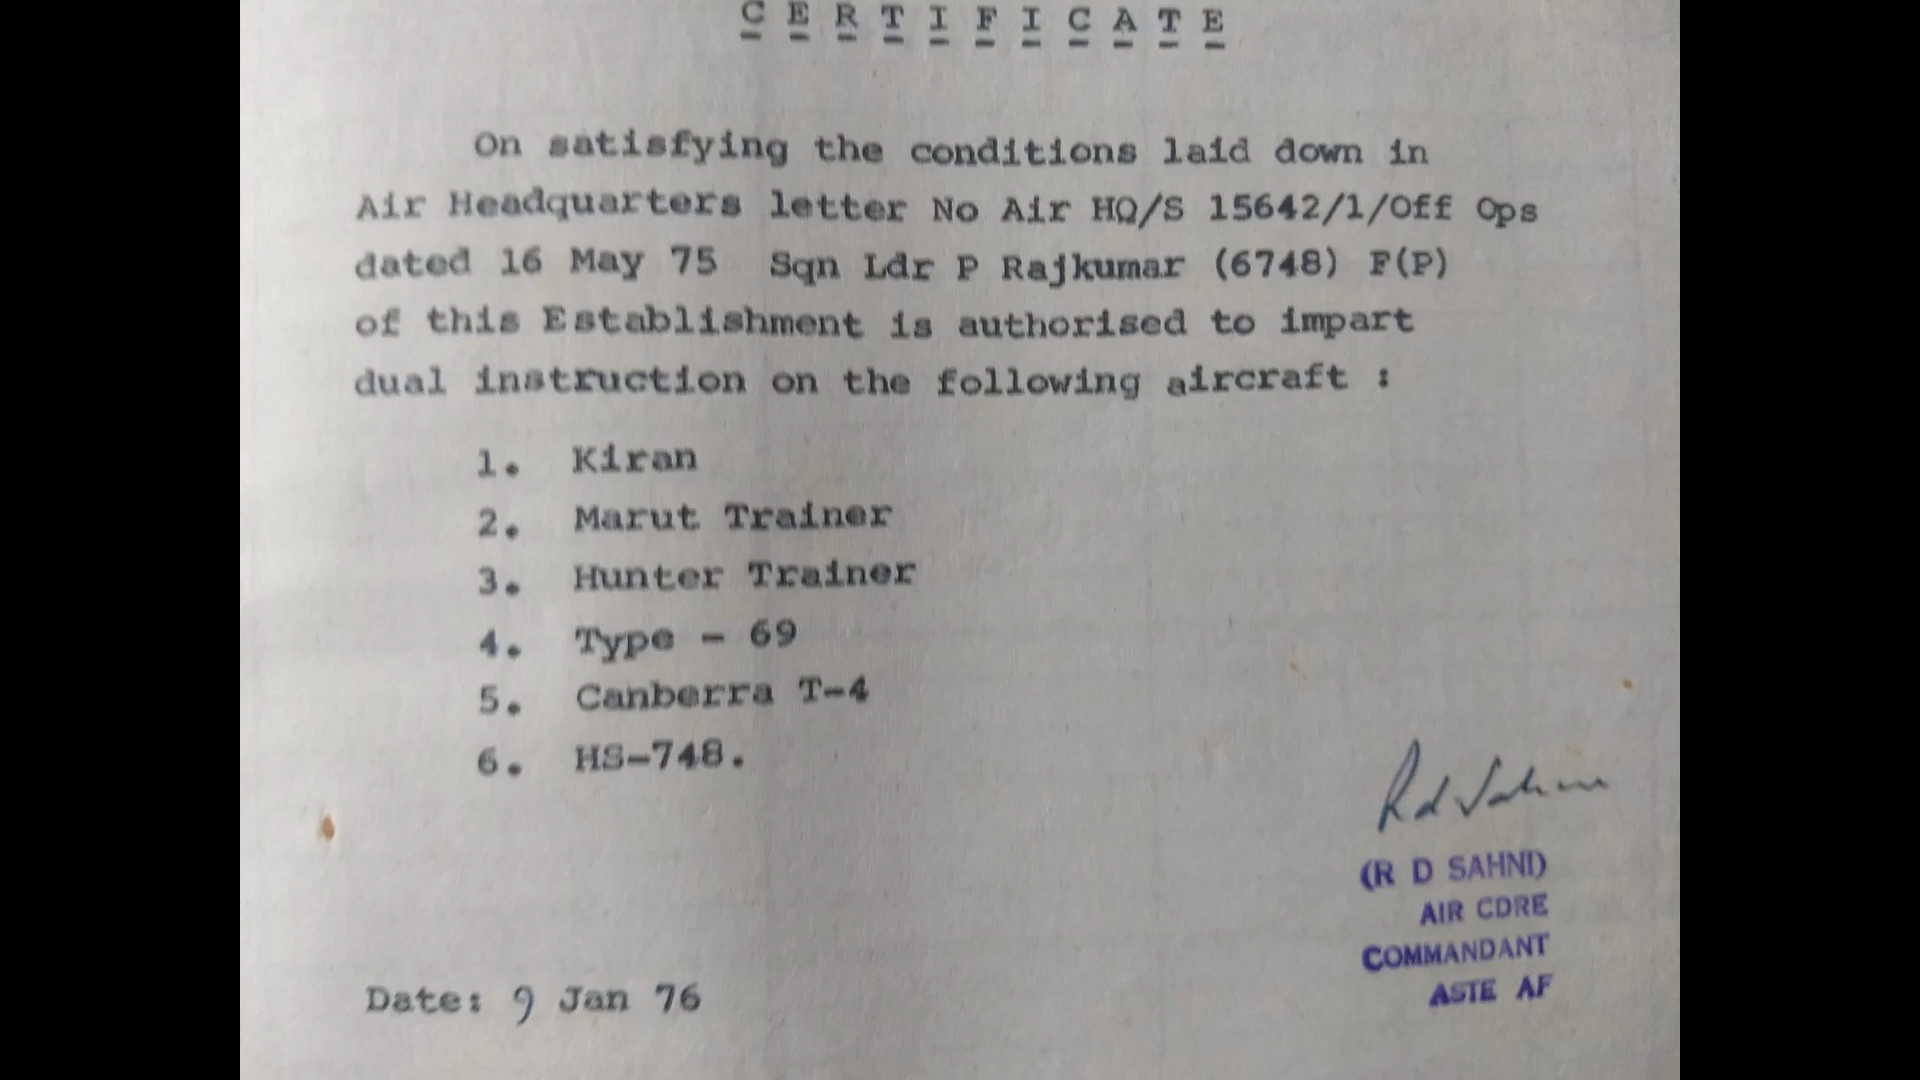 CERTIFICATE
On satisfying the conditions laid down in
Air Headquarters letter No Air HQ/S 15642/1/Off Ops
dated 16 May 75 Sqn Ldr P Rajkumar (6748) F(P)
of this Establishment is authorised to impart
dual instruction on the following aircraft :
1. Kiran
2. Marut Trainer
3. Hunter Trainer
4. Type - 69
5. Canberra T-4
6. HS-748.
Rd Sahni
(R D SAHNI)
AIR CDRE
COMMANDANT
ASTE AF
Date: 9 Jan 76